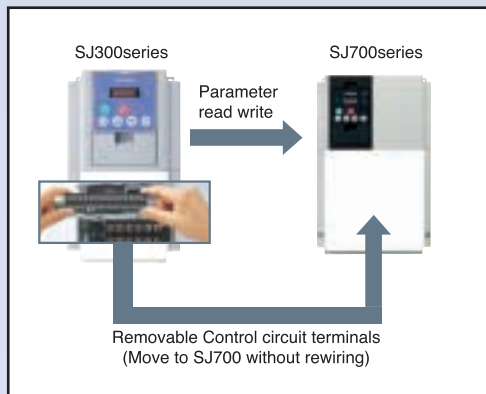 SJ300series
SJ700series
Parameter
read write
Removable Control circuit terminals
(Move to SJ700 without rewiring)